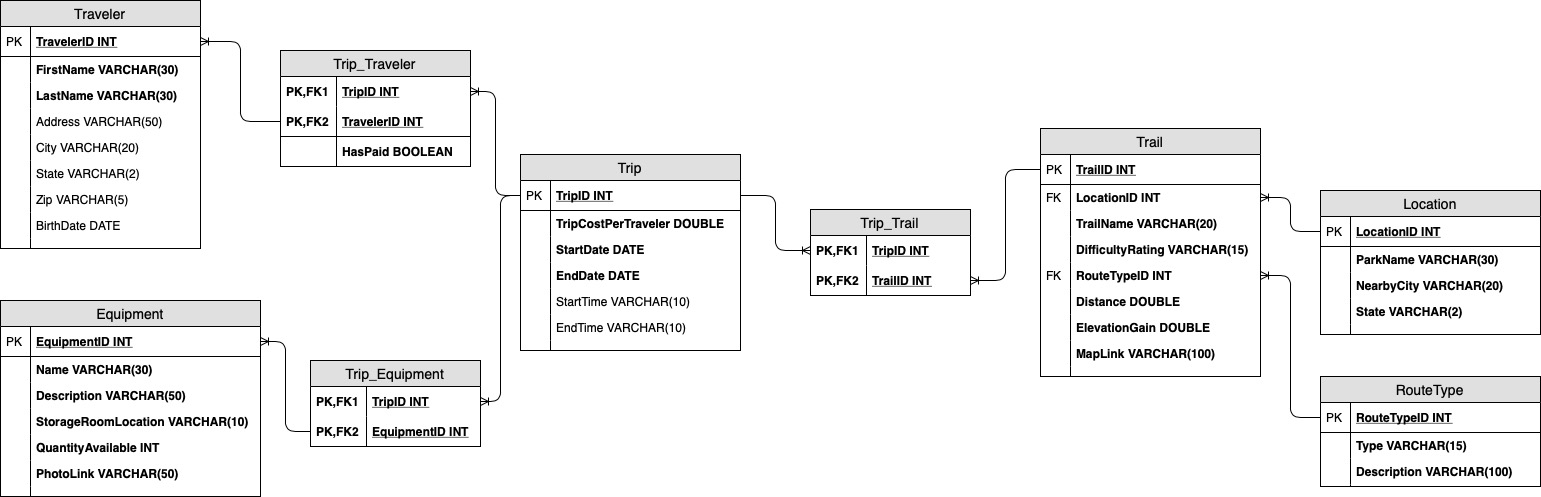 Traveler
PK TravelerID INT
FirstName VARCHAR(30)
LastName VARCHAR(30)
Address VARCHAR(50)
City VARCHAR(20)
State VARCHAR(2)
Zip VARCHAR(5)
BirthDate DATE
Trip_Traveler
PK,FK1 TripID INT
PK,FK2 TravelerID INT
HasPaid BOOLEAN
Equipment
PK EquipmentID INT
Name VARCHAR(30)
Description VARCHAR(50)
StorageRoomLocation VARCHAR(10)
QuantityAvailable INT
PhotoLink VARCHAR(50)
Trip_Equipment
PK,FK1 TripID INT
PK,FK2 EquipmentID INT
Trip
PK TripID INT
TripCostPerTraveler DOUBLE
StartDate DATE
EndDate DATE
StartTime VARCHAR(10)
EndTime VARCHAR(10)
Trip_Trail
PK,FK1 TripID INT
PK,FK2 TrailID INT
Trail
PK TrailID INT
FK LocationID INT
TrailName VARCHAR(20)
DifficultyRating VARCHAR(15)
FK RouteTypeID INT
Distance DOUBLE
ElevationGain DOUBLE
MapLink VARCHAR(100)
Location
PK LocationID INT
ParkName VARCHAR(30)
NearbyCity VARCHAR(20)
State VARCHAR(2)
RouteType
PK RouteTypeID INT
Type VARCHAR(15)
Description VARCHAR(100)